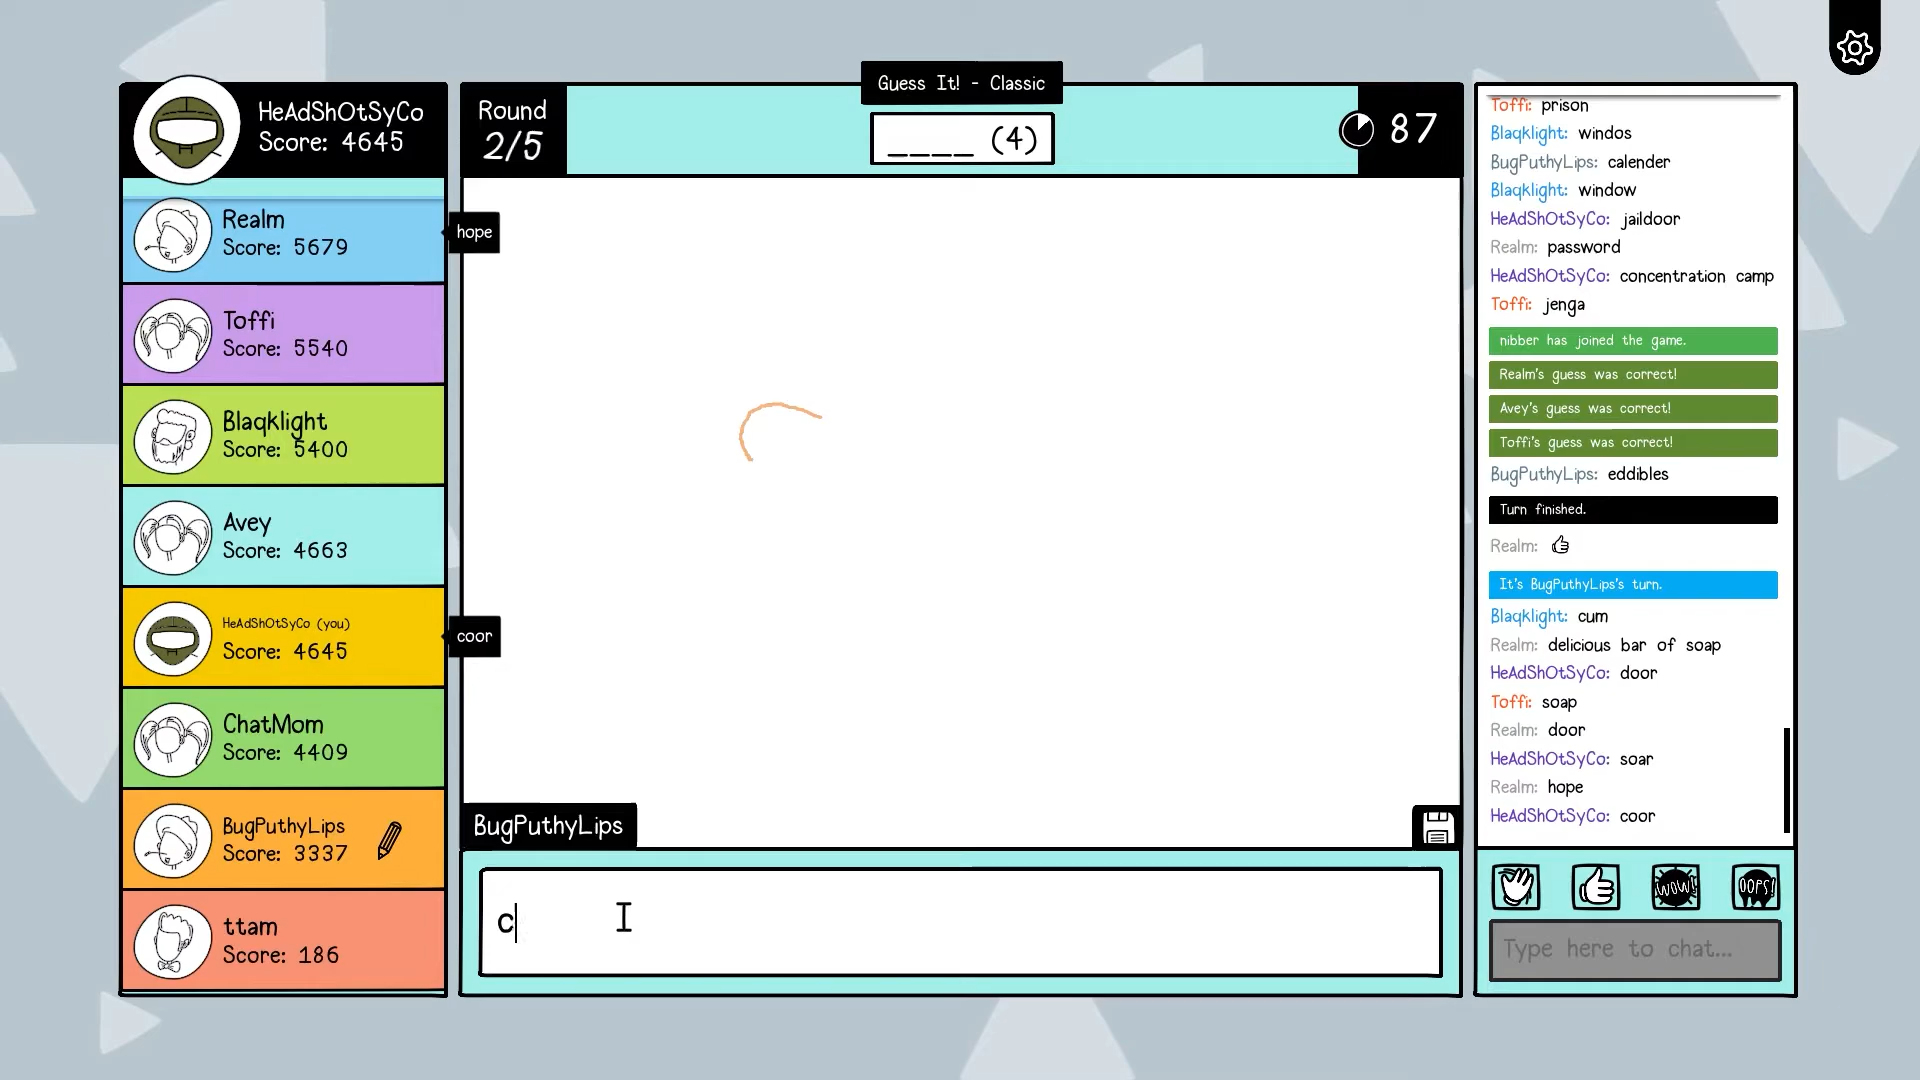 Guess It! - Classic
HeAdShOtSyCo
Score: 4645
Round
2/5
____ (4)
87
Realm
Score: 5679
hope
Toffi
Score: 5540
Blaqklight
Score: 5400
Avey
Score: 4663
HeAdShOtSyCo (you)
Score: 4645
coor
ChatMom
Score: 4409
BugPuthyLips
Score: 3337
ttam
Score: 186
BugPuthyLips
c
Toffi: prison
Blaqklight: windos
BugPuthyLips: calender
Blaqklight: window
HeAdShOtSyCo: jaildoor
Realm: password
HeAdShOtSyCo: concentration camp
Toffi: jenga
nibber has joined the game.
Realm's guess was correct!
Avey's guess was correct!
Toffi's guess was correct!
BugPuthyLips: eddibles
Turn finished.
Realm:
It's BugPuthyLips's turn.
Blaqklight: cum
Realm: delicious bar of soap
HeAdShOtSyCo: door
Toffi: soap
Realm: door
HeAdShOtSyCo: soar
Realm: hope
HeAdShOtSyCo: coor
WOW!
OOPS!
Type here to chat...